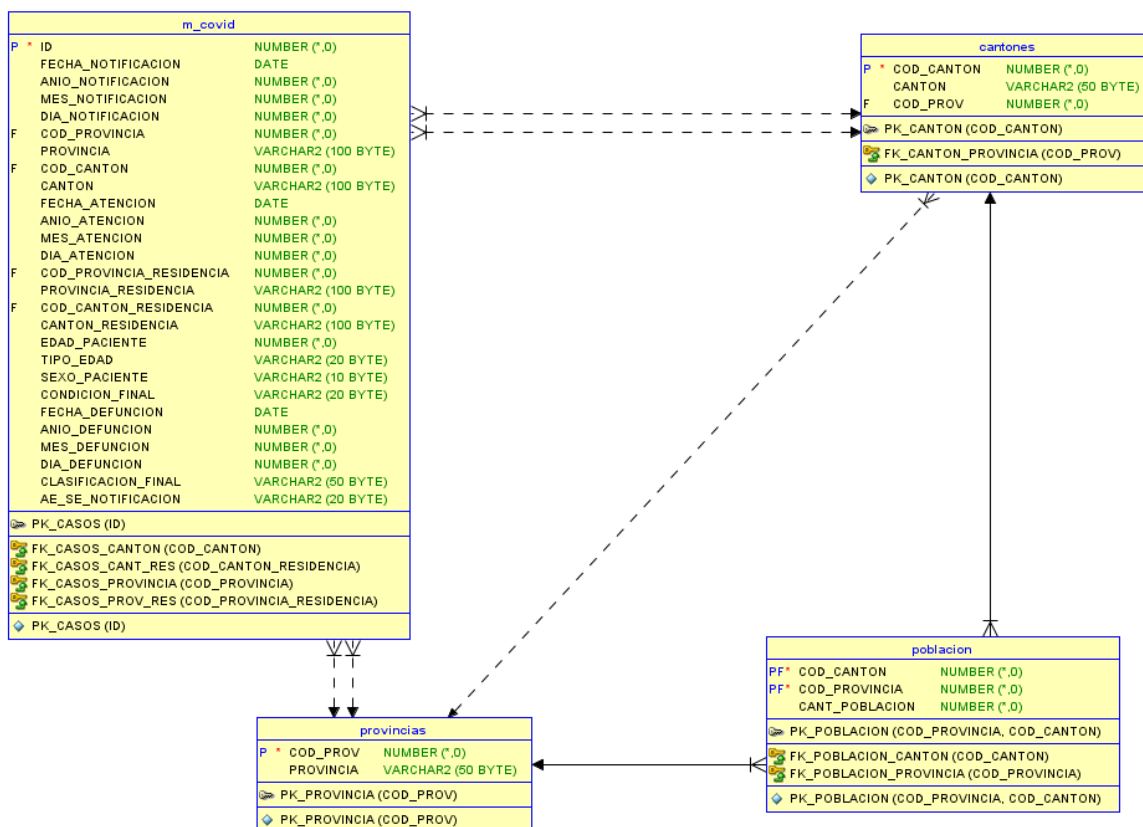 m_covid
P * ID NUMBER (*,0)
FECHA_NOTIFICACION DATE
ANIO_NOTIFICACION NUMBER (*,0)
MES_NOTIFICACION NUMBER (*,0)
DIA_NOTIFICACION NUMBER (*,0)
F COD_PROVINCIA NUMBER (*,0)
PROVINCIA VARCHAR2 (100 BYTE)
F COD_CANTON NUMBER (*,0)
CANTON VARCHAR2 (100 BYTE)
FECHA_ATENCION DATE
ANIO_ATENCION NUMBER (*,0)
MES_ATENCION NUMBER (*,0)
DIA_ATENCION NUMBER (*,0)
F COD_PROVINCIA_RESIDENCIA NUMBER (*,0)
PROVINCIA_RESIDENCIA VARCHAR2 (100 BYTE)
F COD_CANTON_RESIDENCIA NUMBER (*,0)
CANTON_RESIDENCIA VARCHAR2 (100 BYTE)
EDAD_PACIENTE NUMBER (*,0)
TIPO_EDAD VARCHAR2 (20 BYTE)
SEXO_PACIENTE VARCHAR2 (10 BYTE)
CONDICION_FINAL VARCHAR2 (20 BYTE)
FECHA_DEFUNCION DATE
ANIO_DEFUNCION NUMBER (*,0)
MES_DEFUNCION NUMBER (*,0)
DIA_DEFUNCION NUMBER (*,0)
CLASIFICACION_FINAL VARCHAR2 (50 BYTE)
AE_SE_NOTIFICACION VARCHAR2 (20 BYTE)
PK_CASOS (ID)
FK_CASOS_CANTON (COD_CANTON)
FK_CASOS_CANT_RES (COD_CANTON_RESIDENCIA)
FK_CASOS_PROVINCIA (COD_PROVINCIA)
FK_CASOS_PROV_RES (COD_PROVINCIA_RESIDENCIA)
PK_CASOS (ID)
cantones
P * COD_CANTON NUMBER (*,0)
CANTON VARCHAR2 (50 BYTE)
F COD_PROV NUMBER (*,0)
PK_CANTON (COD_CANTON)
FK_CANTON_PROVINCIA (COD_PROV)
PK_CANTON (COD_CANTON)
poblacion
PF* COD_CANTON NUMBER (*,0)
PF* COD_PROVINCIA NUMBER (*,0)
CANT_POBLACION NUMBER (*,0)
PK_POBLACION (COD_PROVINCIA, COD_CANTON)
FK_POBLACION_CANTON (COD_CANTON)
FK_POBLACION_PROVINCIA (COD_PROVINCIA)
PK_POBLACION (COD_PROVINCIA, COD_CANTON)
provincias
P * COD_PROV NUMBER (*,0)
PROVINCIA VARCHAR2 (50 BYTE)
PK_PROVINCIA (COD_PROV)
PK_PROVINCIA (COD_PROV)